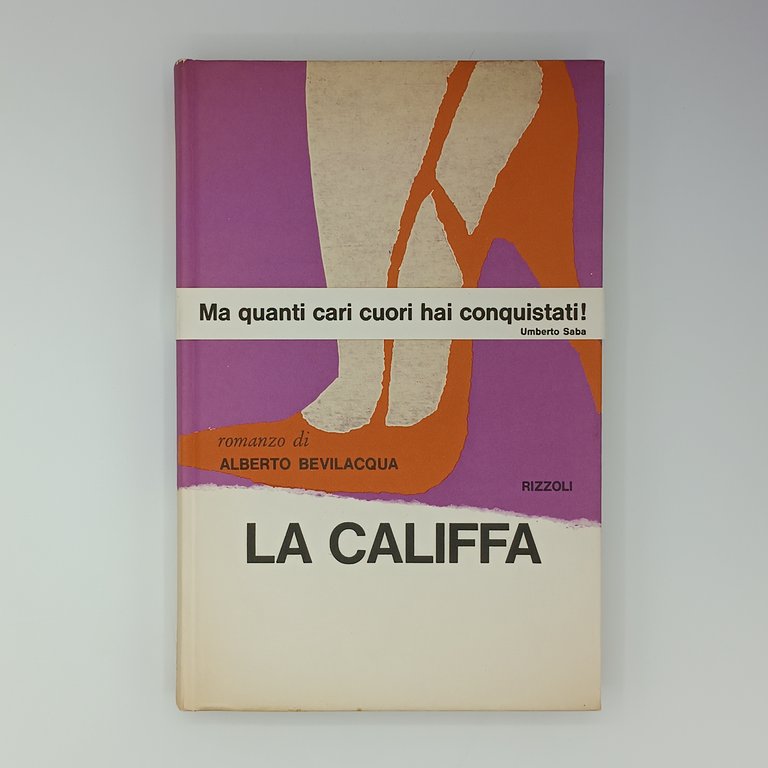 Ma quanti cari cuori hai conquistati!
Umberto Saba
romanzo di
ALBERTO BEVILACQUA
RIZZOLI
LA CALIFFA